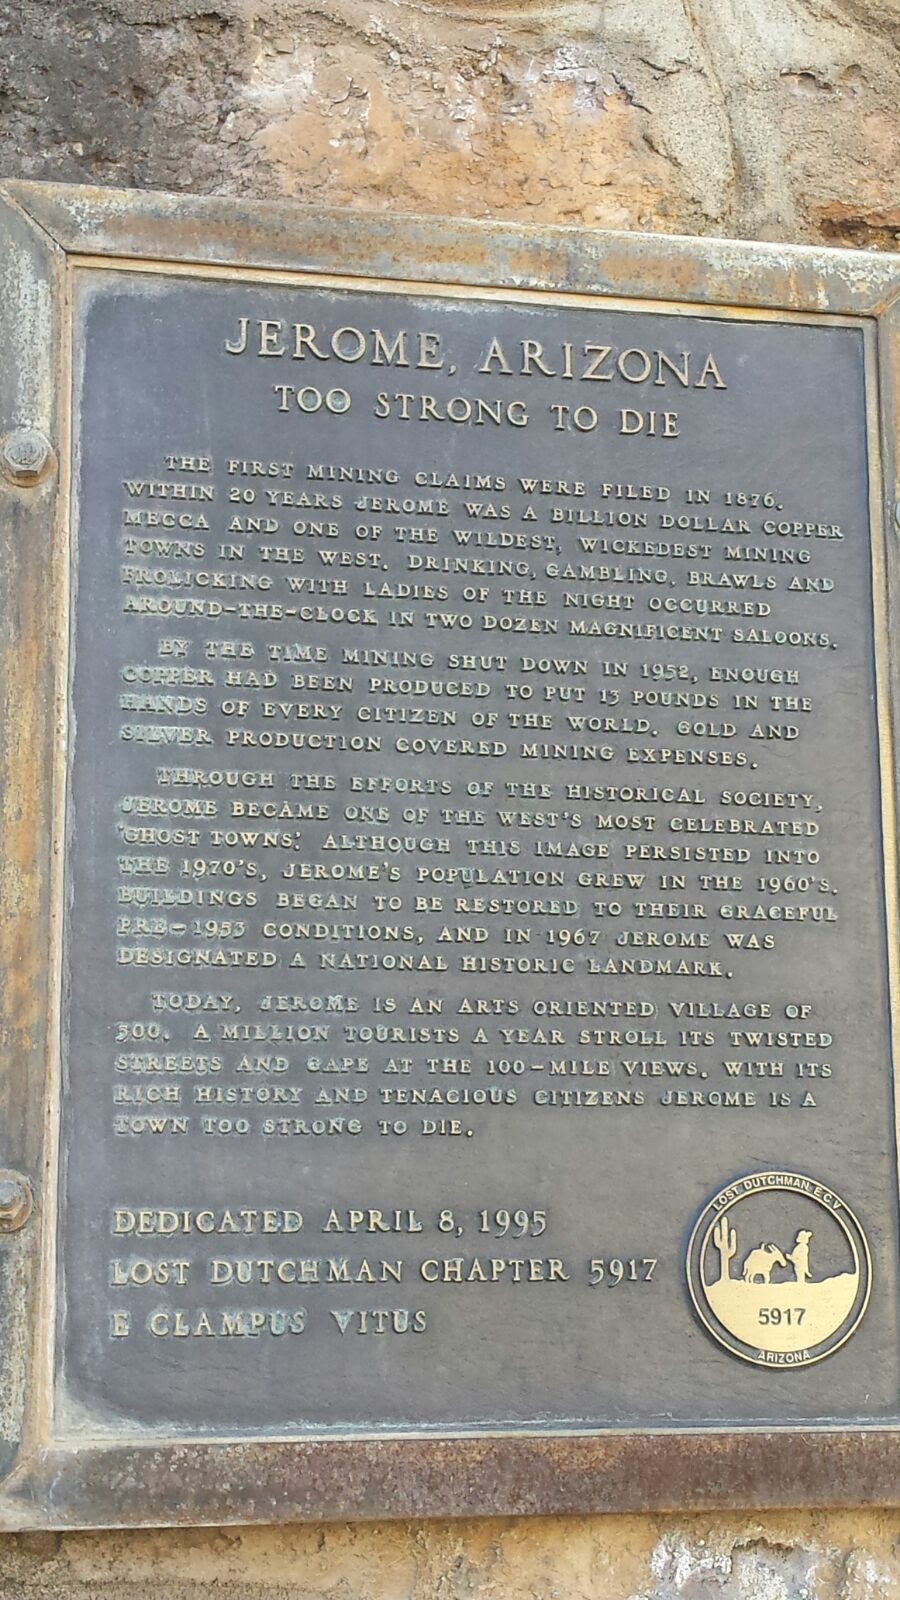 JEROME, ARIZONA
TOO STRONG TO DIE
THE FIRST MINING CLAIMS WERE FILED IN 1876.
WITHIN 20 YEARS JEROME WAS A BILLION DOLLAR COPPER
MECCA AND ONE OF THE WILDEST, WICKEDEST MINING
TOWNS IN THE WEST. DRINKING, GAMBLING, BRAWLS AND
FROLICKING WITH LADIES OF THE NIGHT OCCURRED
AROUND-THE-CLOCK IN TWO DOZEN MAGNIFICENT SALOONS.
BY THE TIME MINING SHUT DOWN IN 1952, ENOUGH
COPPER HAD BEEN PRODUCED TO PUT 13 POUNDS IN THE
HANDS OF EVERY CITIZEN OF THE WORLD. GOLD AND
SILVER PRODUCTION COVERED MINING EXPENSES.
THROUGH THE EFFORTS OF THE HISTORICAL SOCIETY,
JEROME BECAME ONE OF THE WEST'S MOST CELEBRATED
'GHOST TOWNS'. ALTHOUGH THIS IMAGE PERSISTED INTO
THE 1970'S, JEROME'S POPULATION GREW IN THE 1960'S.
BUILDINGS BEGAN TO BE RESTORED TO THEIR GRACEFUL
PRE-1953 CONDITIONS, AND IN 1967 JEROME WAS
DESIGNATED A NATIONAL HISTORIC LANDMARK.
TODAY, JEROME IS AN ARTS ORIENTED VILLAGE OF
500. A MILLION TOURISTS A YEAR STROLL ITS TWISTED
STREETS AND GAPE AT THE 100-MILE VIEWS. WITH ITS
RICH HISTORY AND TENACIOUS CITIZENS JEROME IS A
TOWN TOO STRONG TO DIE.
DEDICATED APRIL 8, 1995
LOST DUTCHMAN CHAPTER 5917
E CLAMPUS VITUS
LOST DUTCHMAN E.C.V
5917
ARIZONA